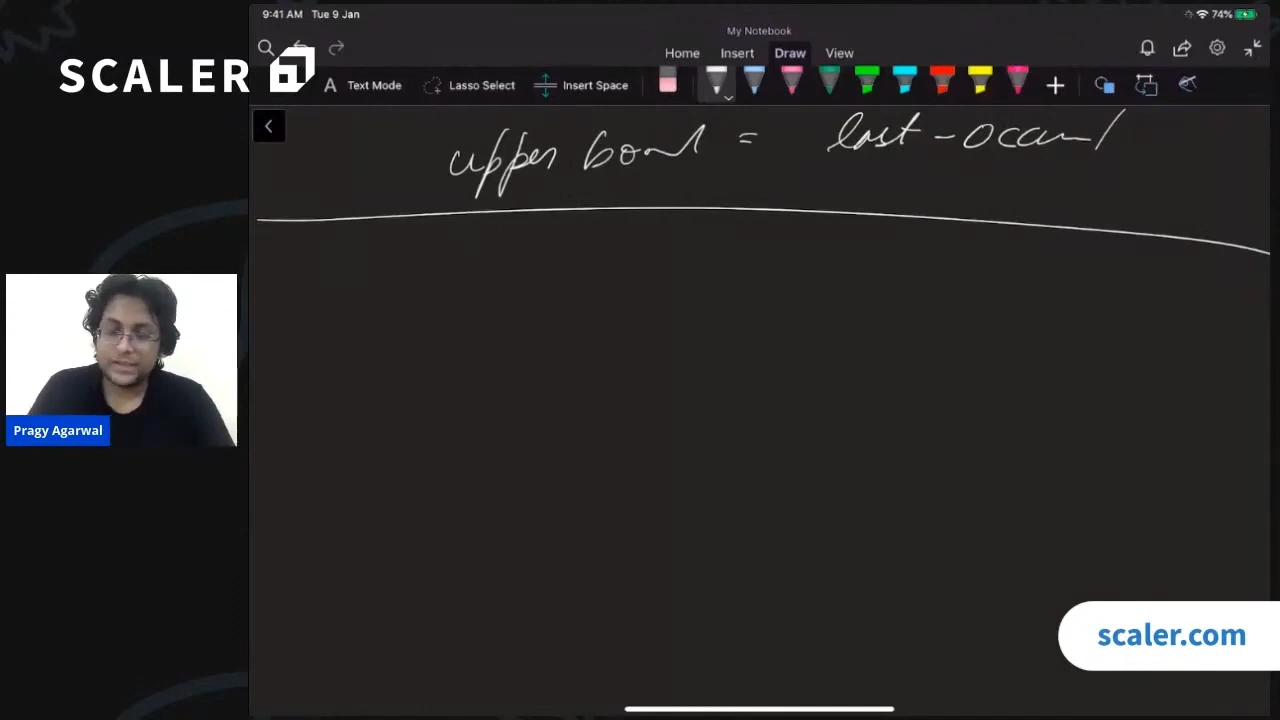 9:41 AM Tue 9 Jan
74%
My Notebook
SCALER
Home Insert Draw View
Text Mode Lasso Select Insert Space
upper bound = last-occur
Pragy Agarwal
scaler.com